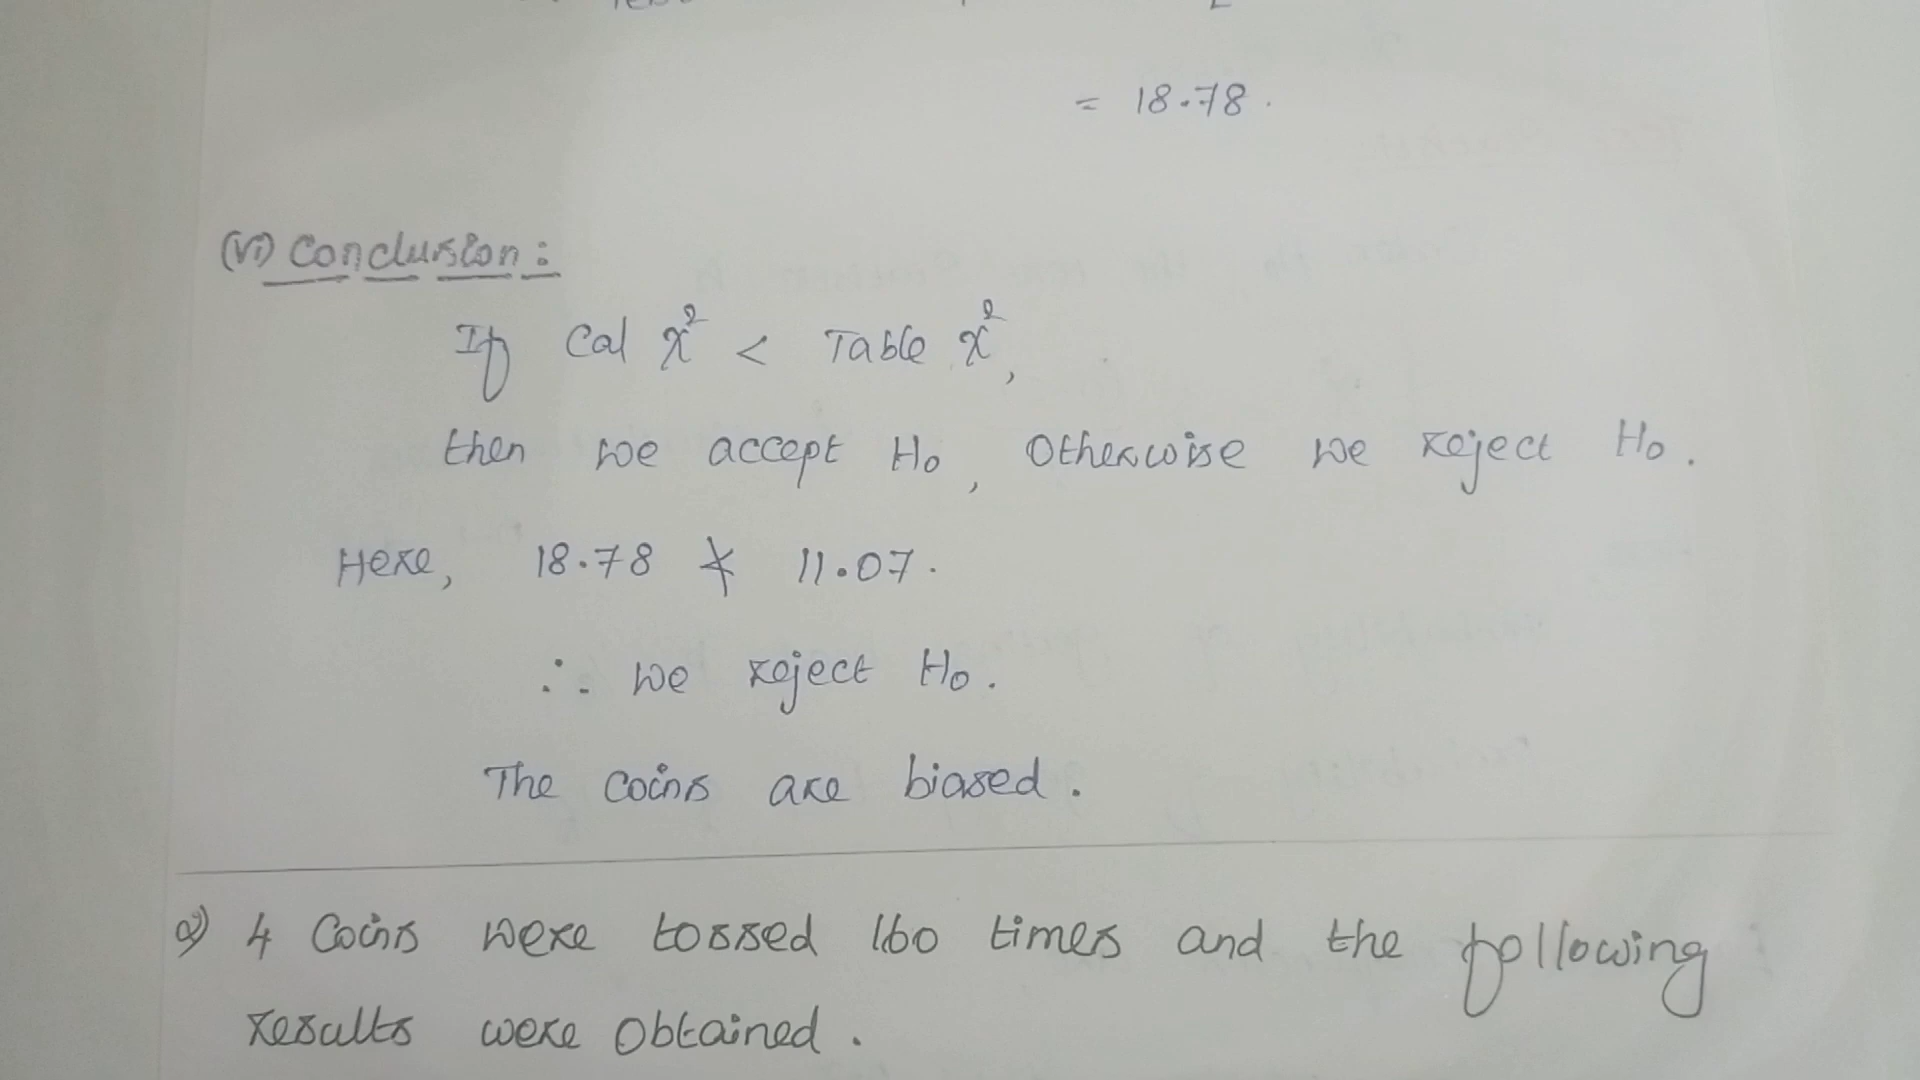 = 18.78.
(vi) Conclusion:
If Cal χ² < Table χ²,
then we accept H₀, Otherwise we reject H₀.
Here, 18.78 ≮ 11.07.
∴ we reject H₀.
The coins are biased.
2) 4 Coins were tossed 160 times and the following
results were obtained.